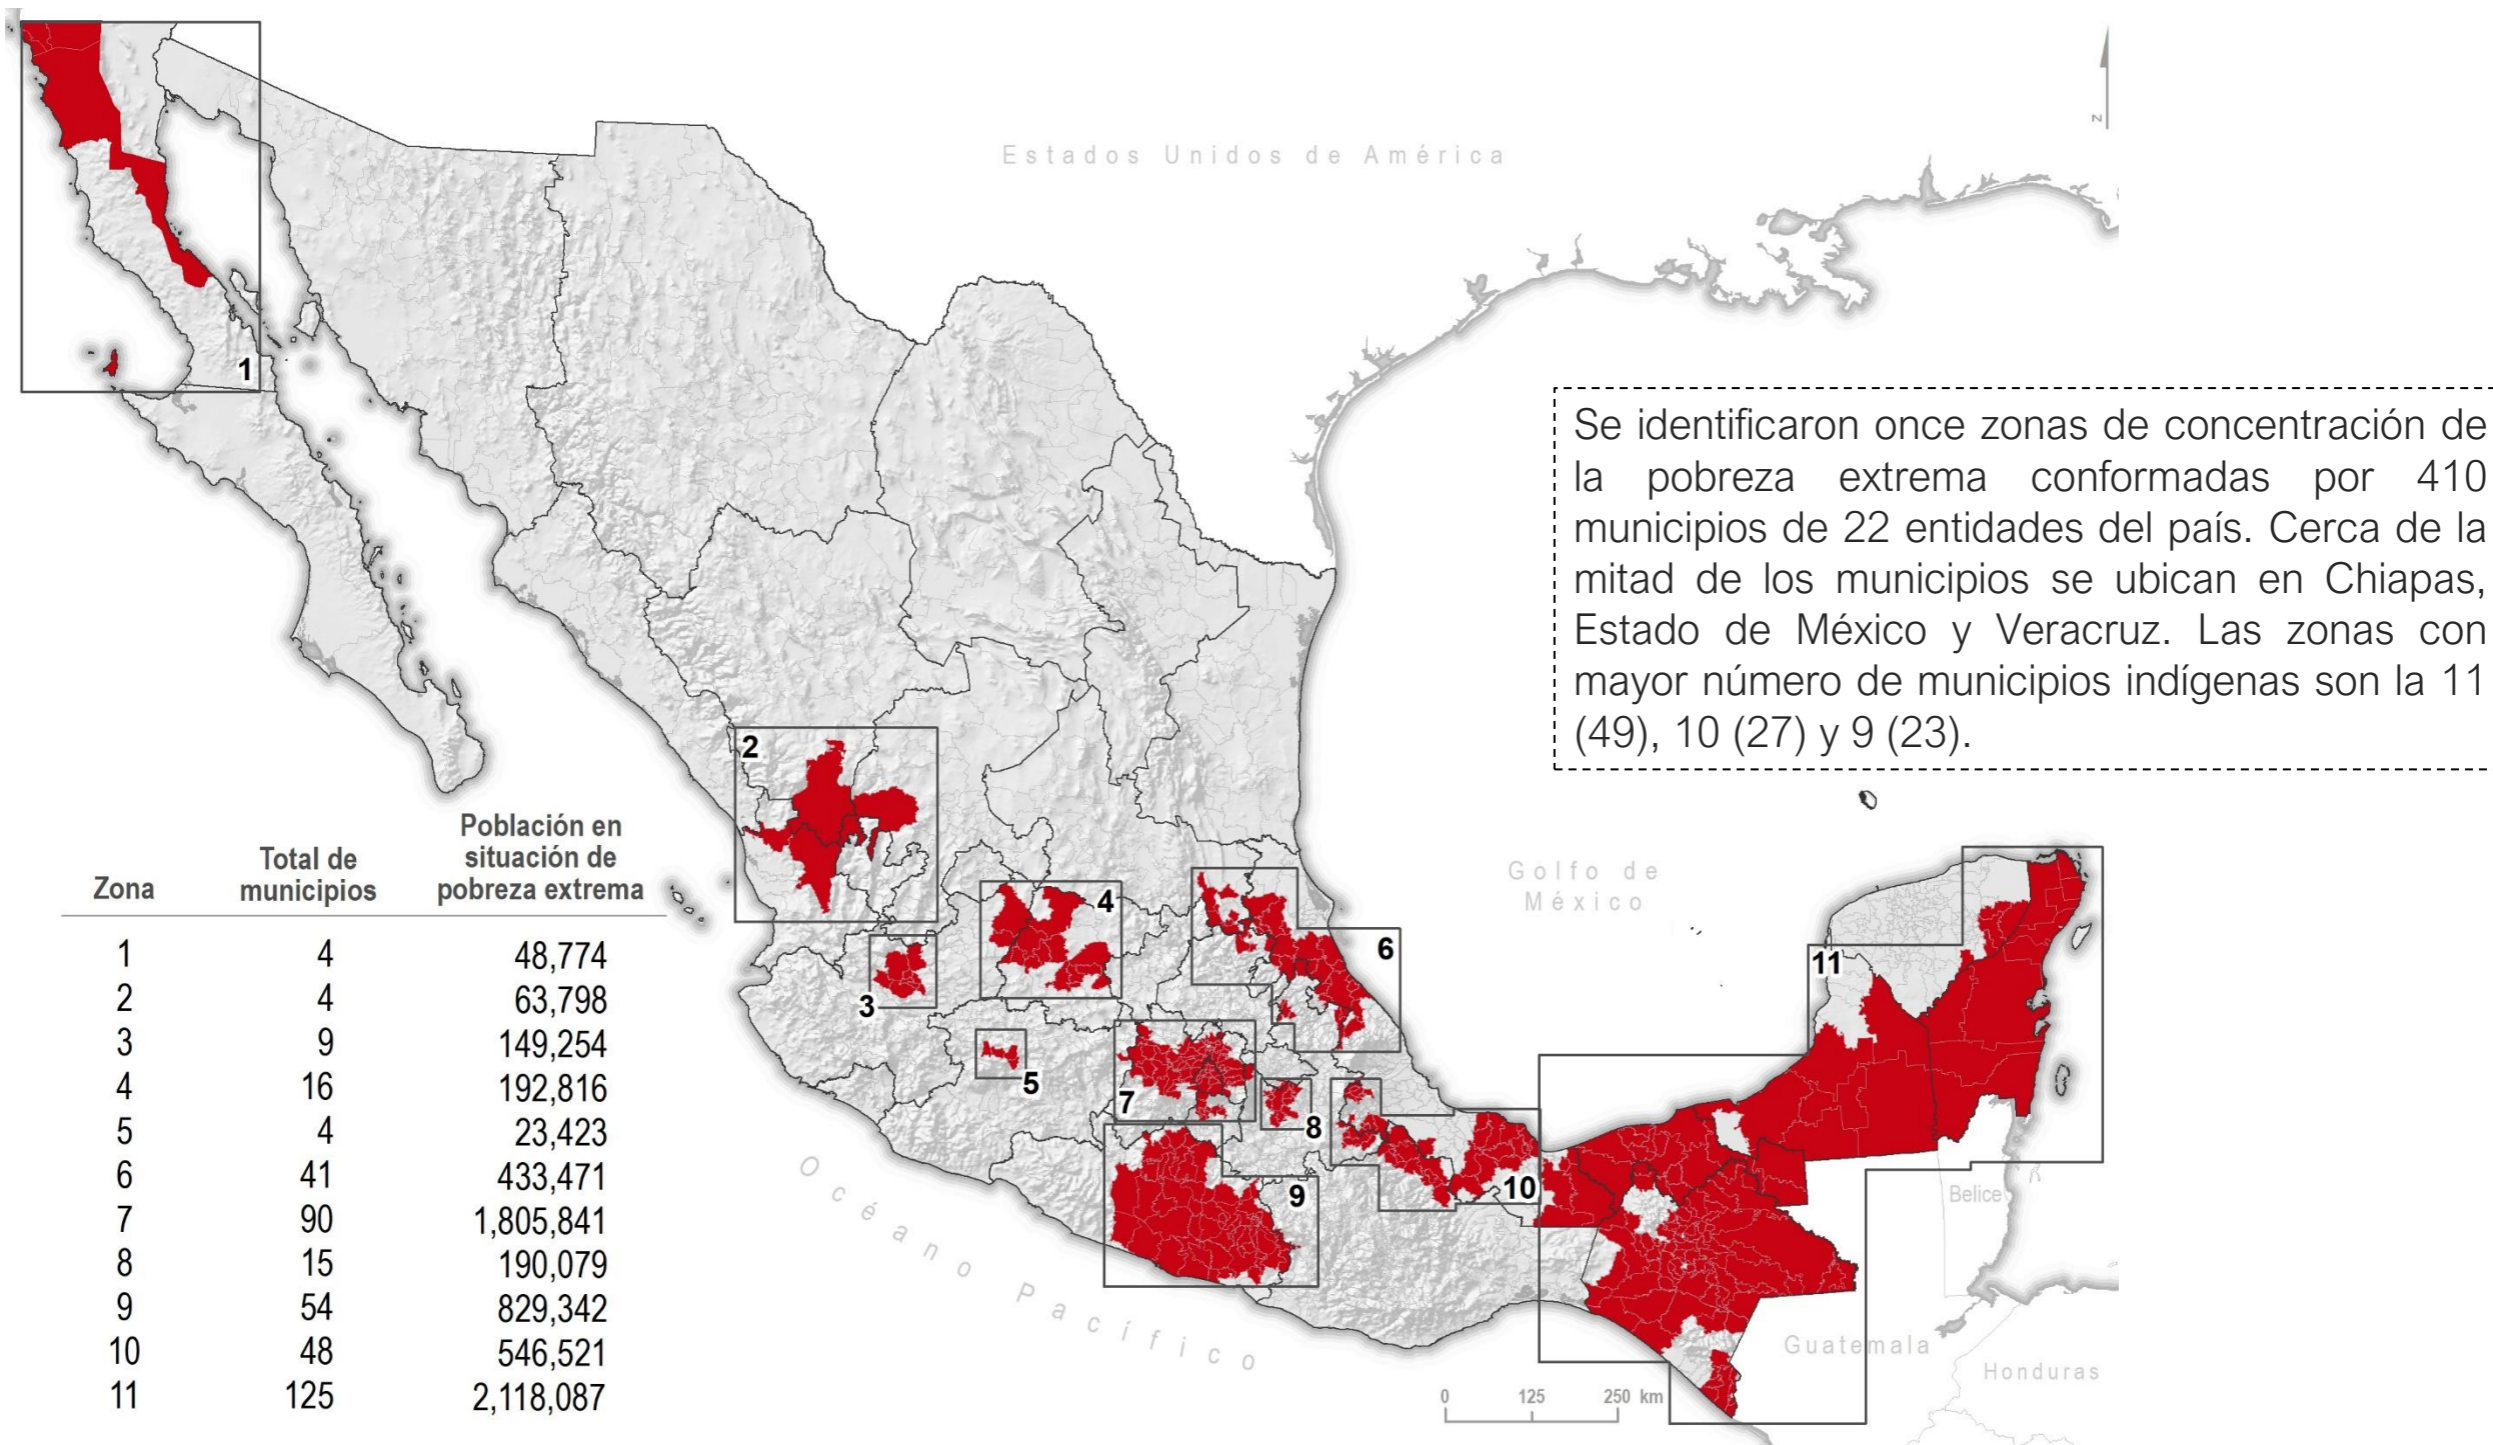 Estados Unidos de América
N
Se identificaron once zonas de concentración de
la pobreza extrema conformadas por 410
municipios de 22 entidades del país. Cerca de la
mitad de los municipios se ubican en Chiapas,
Estado de México y Veracruz. Las zonas con
mayor número de municipios indígenas son la 11
(49), 10 (27) y 9 (23).
1
2
3
4
5
6
7
8
9
10
11
Golfo de
México
Océano Pacífico
Belice
Guatemala
Honduras
0 125 250 km
Zona Total de municipios Población en situación de pobreza extrema
1 4 48,774
2 4 63,798
3 9 149,254
4 16 192,816
5 4 23,423
6 41 433,471
7 90 1,805,841
8 15 190,079
9 54 829,342
10 48 546,521
11 125 2,118,087